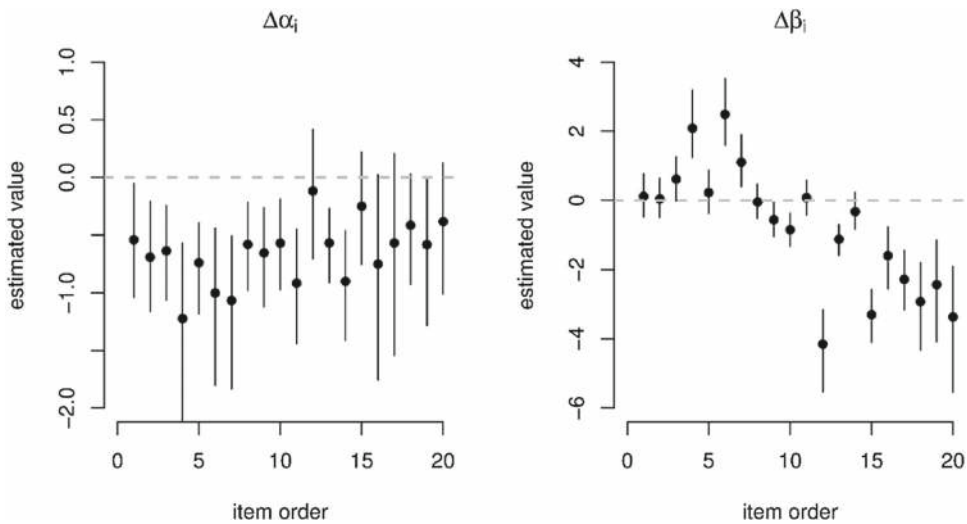 Δαi
1.0
0.5
0.0
-1.0
-2.0
estimated value
0 5 10 15 20
item order
Δβi
4
2
0
-2
-4
-6
estimated value
0 5 10 15 20
item order